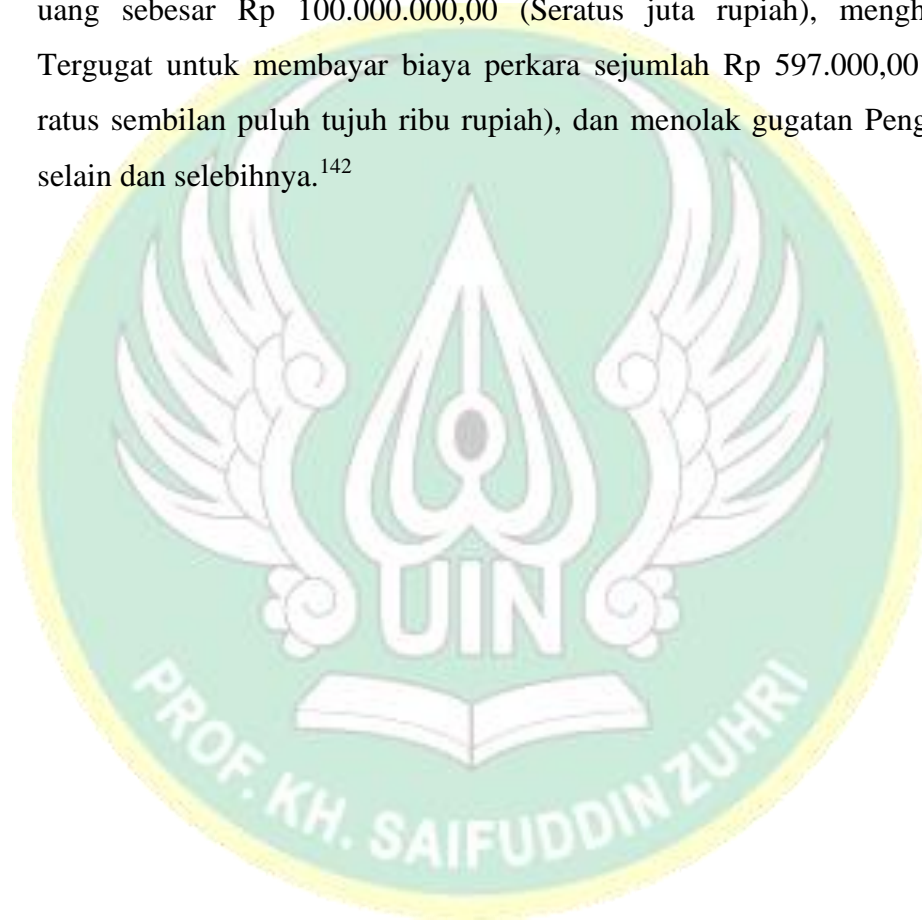 uang sebesar Rp 100.000.000,00 (Seratus juta rupiah), mengh
Tergugat untuk membayar biaya perkara sejumlah Rp 597.000,00
ratus sembilan puluh tujuh ribu rupiah), dan menolak gugatan Peng
selain dan selebihnya.142
UIN
PROF. KH. SAIFUDDIN ZUHRI